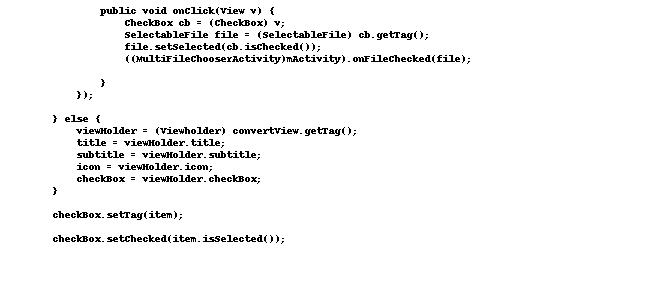 public void onClick(View v) {
CheckBox cb = (CheckBox) v;
SelectableFile file = (SelectableFile) cb.getTag();
file.setSelected(cb.isChecked());
((MultiFileChooserActivity)mActivity).onFileChecked(file);
}
});
} else {
viewHolder = (Viewholder) convertView.getTag();
title = viewHolder.title;
subtitle = viewHolder.subtitle;
icon = viewHolder.icon;
checkBox = viewHolder.checkBox;
}
checkBox.setTag(item);
checkBox.setChecked(item.isSelected());